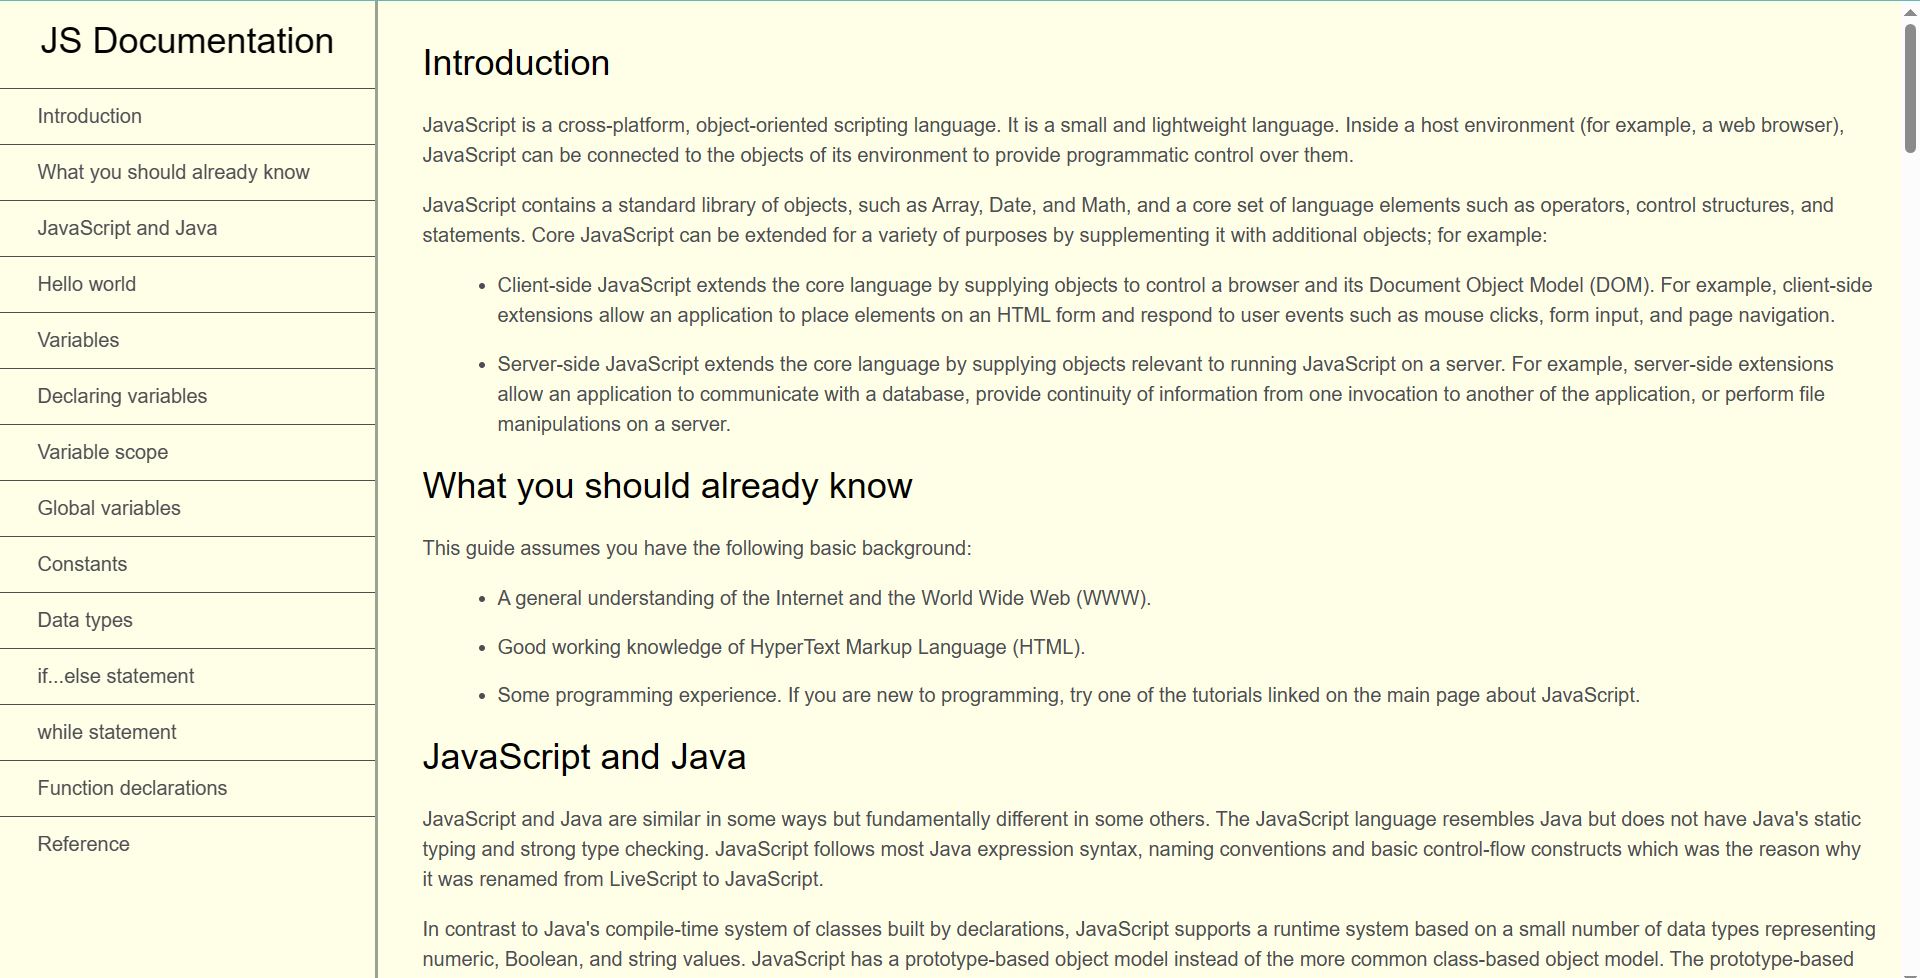 JS Documentation
Introduction
What you should already know
JavaScript and Java
Hello world
Variables
Declaring variables
Variable scope
Global variables
Constants
Data types
if...else statement
while statement
Function declarations
Reference
Introduction
JavaScript is a cross-platform, object-oriented scripting language. It is a small and lightweight language. Inside a host environment (for example, a web browser),
JavaScript can be connected to the objects of its environment to provide programmatic control over them.
JavaScript contains a standard library of objects, such as Array, Date, and Math, and a core set of language elements such as operators, control structures, and
statements. Core JavaScript can be extended for a variety of purposes by supplementing it with additional objects; for example:
• Client-side JavaScript extends the core language by supplying objects to control a browser and its Document Object Model (DOM). For example, client-side
extensions allow an application to place elements on an HTML form and respond to user events such as mouse clicks, form input, and page navigation.
• Server-side JavaScript extends the core language by supplying objects relevant to running JavaScript on a server. For example, server-side extensions
allow an application to communicate with a database, provide continuity of information from one invocation to another of the application, or perform file
manipulations on a server.
What you should already know
This guide assumes you have the following basic background:
• A general understanding of the Internet and the World Wide Web (WWW).
• Good working knowledge of HyperText Markup Language (HTML).
• Some programming experience. If you are new to programming, try one of the tutorials linked on the main page about JavaScript.
JavaScript and Java
JavaScript and Java are similar in some ways but fundamentally different in some others. The JavaScript language resembles Java but does not have Java's static
typing and strong type checking. JavaScript follows most Java expression syntax, naming conventions and basic control-flow constructs which was the reason why
it was renamed from LiveScript to JavaScript.
In contrast to Java's compile-time system of classes built by declarations, JavaScript supports a runtime system based on a small number of data types representing
numeric, Boolean, and string values. JavaScript has a prototype-based object model instead of the more common class-based object model. The prototype-based